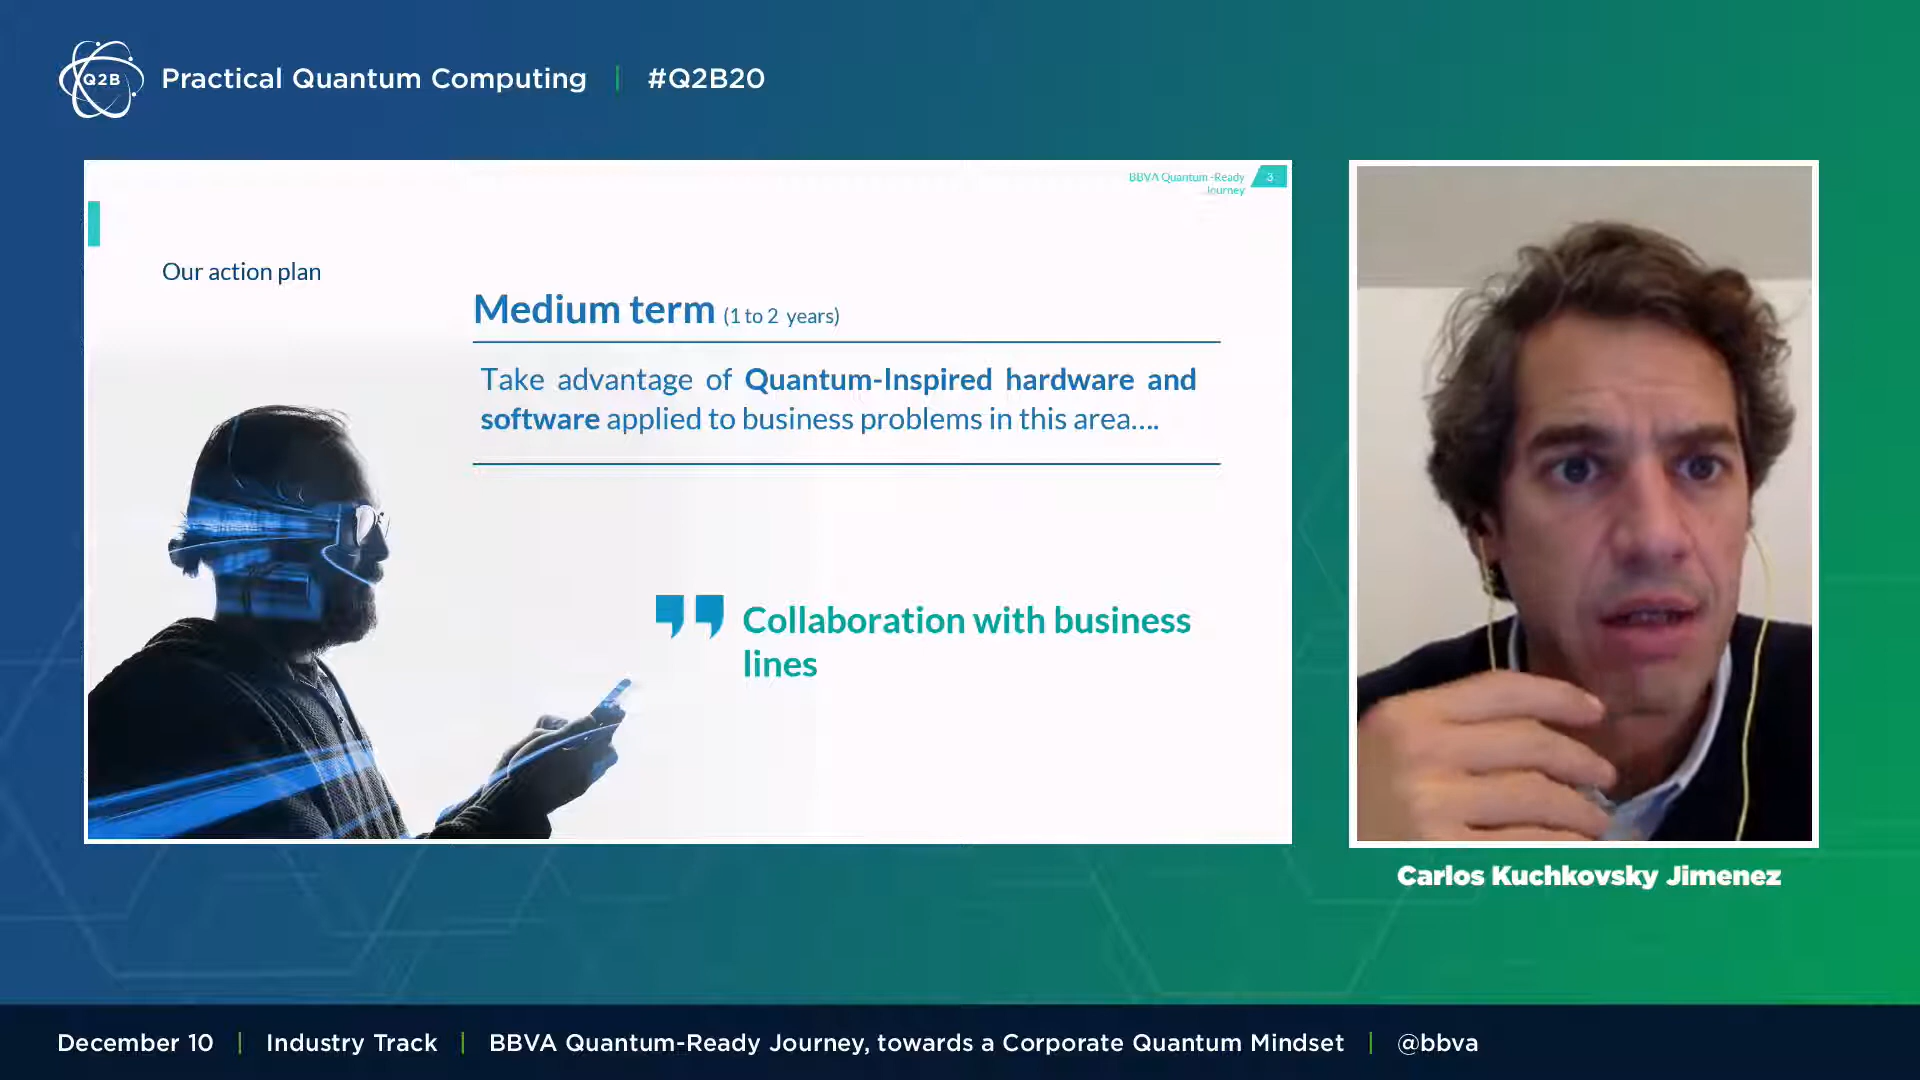 Q2B
Practical Quantum Computing | #Q2B20
BBVA Quantum -Ready
Journey
3
Our action plan
Medium term (1 to 2 years)
Take advantage of Quantum-Inspired hardware and
software applied to business problems in this area....
Collaboration with business
lines
Carlos Kuchkovsky Jimenez
December 10 | Industry Track | BBVA Quantum-Ready Journey, towards a Corporate Quantum Mindset | @bbva